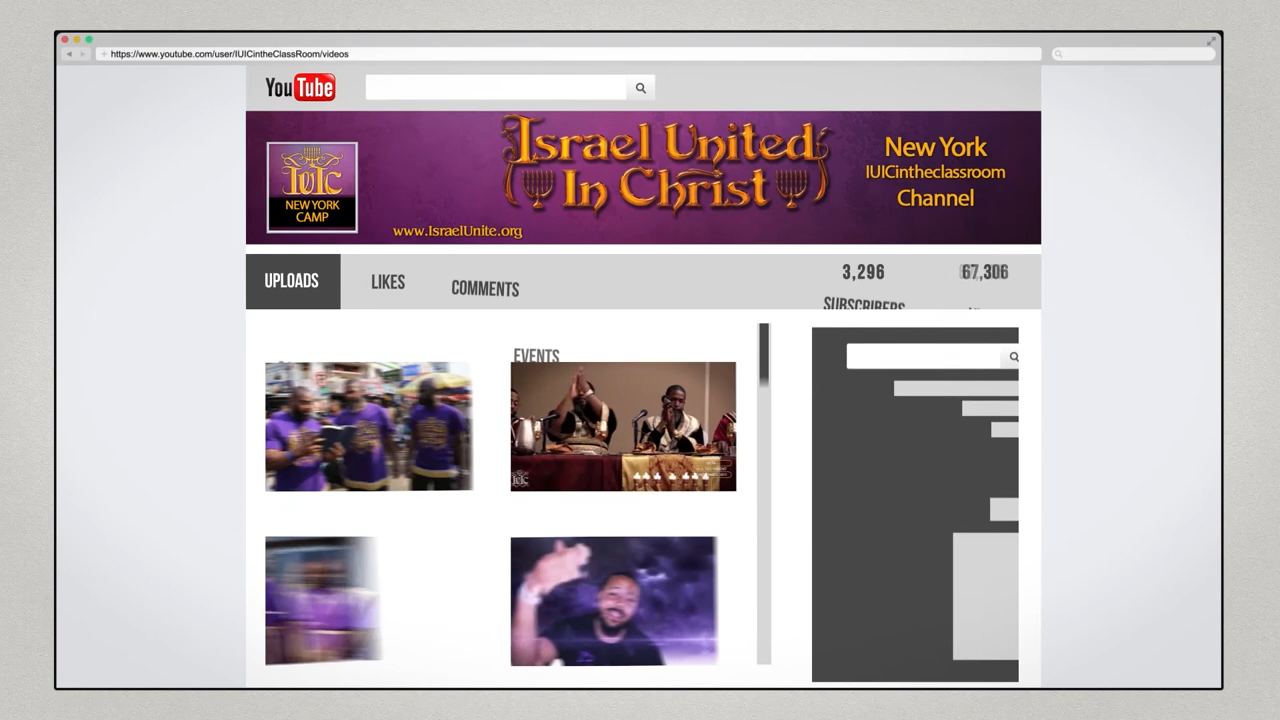 https://www.youtube.com/user/IUICintheClassRoom/videos
YouTube
Israel United
In Christ
New York
IUICintheclassroom
Channel
IUIC
NEW YORK
CAMP
www.IsraelUnite.org
UPLOADS
LIKES
COMMENTS
3,296
SUBSCRIBERS
67,306
EVENTS
IUIC